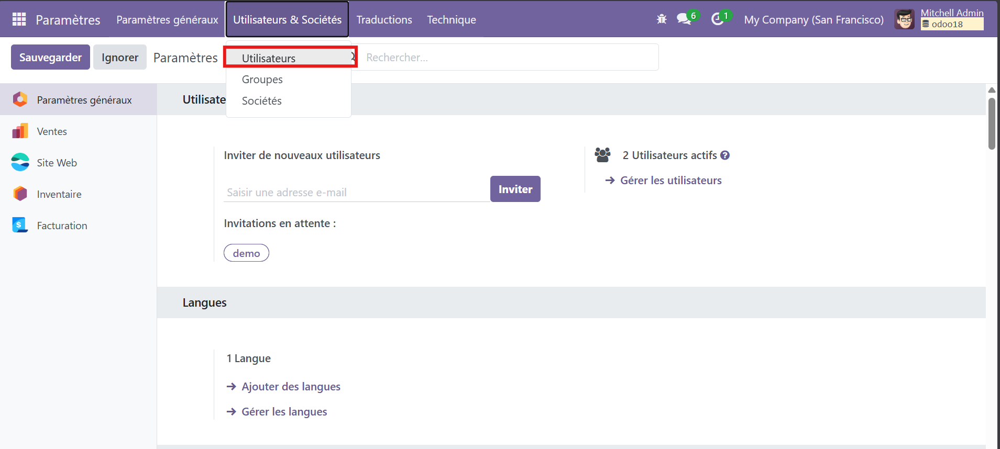 Paramètres Paramètres généraux Utilisateurs & Sociétés Traductions Technique 6 1 My Company (San Francisco) Mitchell Admin
odoo18
Sauvegarder Ignorer Paramètres Utilisateurs Rechercher...
Groupes
Sociétés
Paramètres généraux
Ventes
Site Web
Inventaire
Facturation
Utilisate
Inviter de nouveaux utilisateurs
Saisir une adresse e-mail Inviter
Invitations en attente :
demo
2 Utilisateurs actifs ?
Gérer les utilisateurs
Langues
1 Langue
Ajouter des langues
Gérer les langues